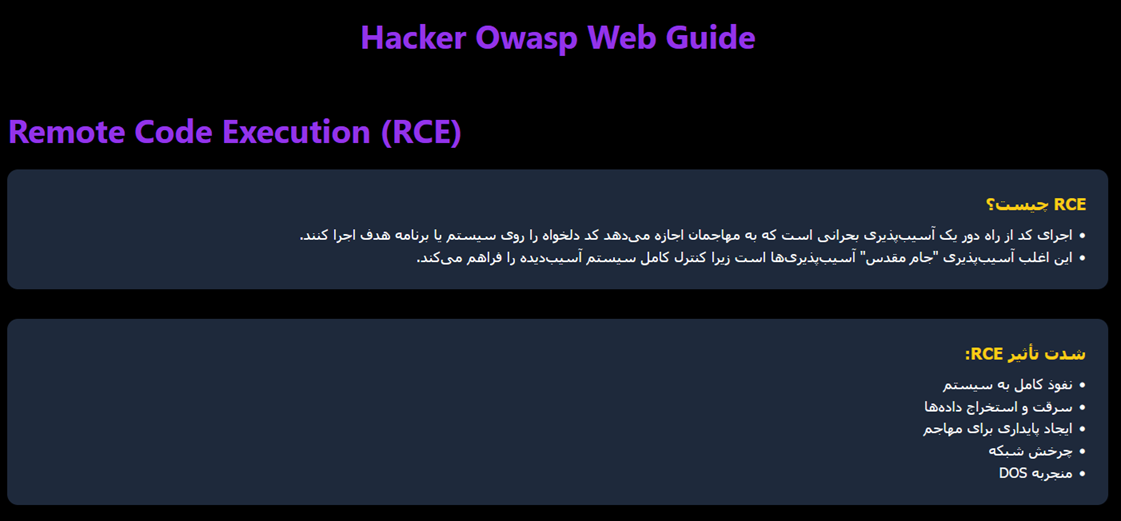 Hacker Owasp Web Guide
Remote Code Execution (RCE)
RCE چیست؟
• اجرای کد از راه دور یک آسیب‌پذیری بحرانی است که به مهاجمان اجازه می‌دهد کد دلخواه را روی سیستم یا برنامه هدف اجرا کنند.
• این اغلب آسیب‌پذیری "جام مقدس" آسیب‌پذیری‌ها است زیرا کنترل کامل سیستم آسیب‌دیده را فراهم می‌کند.
شدت تأثیر RCE:
• نفوذ کامل به سیستم
• سرقت و استخراج داده‌ها
• ایجاد پایداری برای مهاجم
• چرخش شبکه
• منجربه DOS